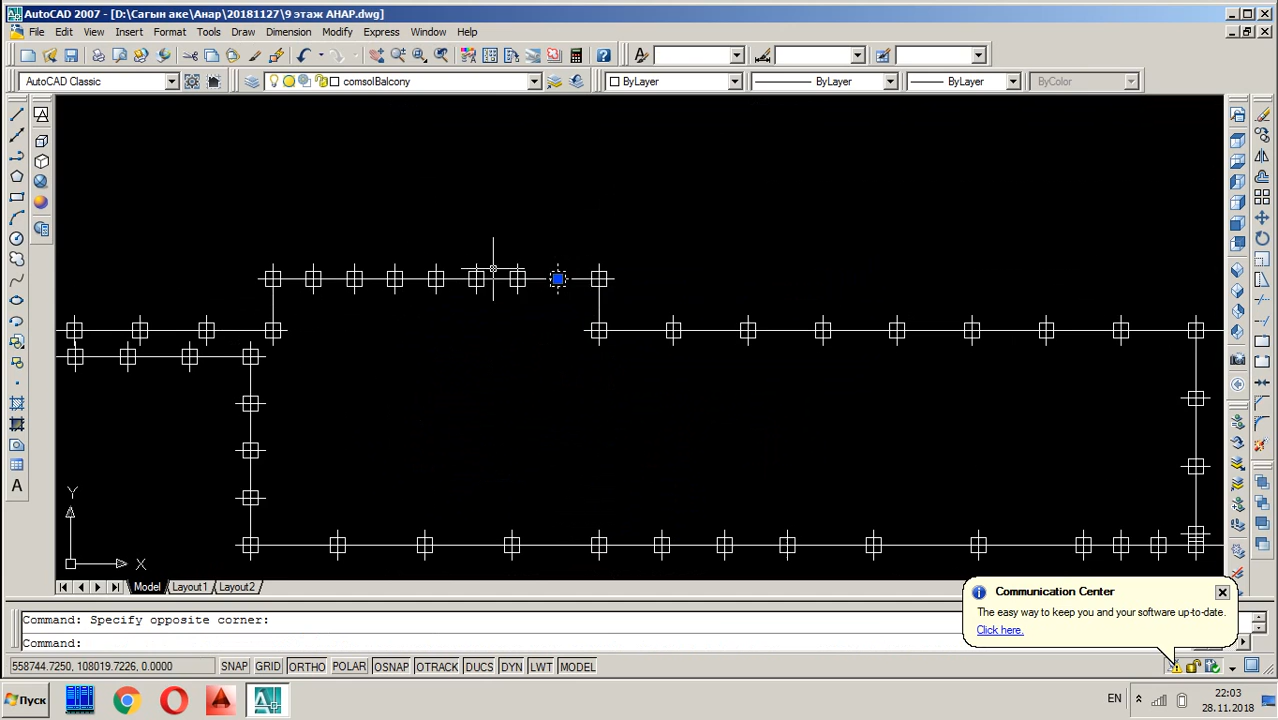 AutoCAD 2007 - [D:\Сагын аке\Анар\20181127\9 этаж АНАР.dwg]
File Edit View Insert Format Tools Draw Dimension Modify Express Window Help
AutoCAD Classic comsolBalcony ByLayer ByLayer ByLayer ByColor
Y
X
Model Layout1 Layout2
Communication Center
The easy way to keep you and your software up-to-date.
Click here.
Command: Specify opposite corner:
Command:
558744.7250, 108019.7226, 0.0000 SNAP GRID ORTHO POLAR OSNAP OTRACK DUCS DYN LWT MODEL
Пуск EN 22:03
28.11.2018